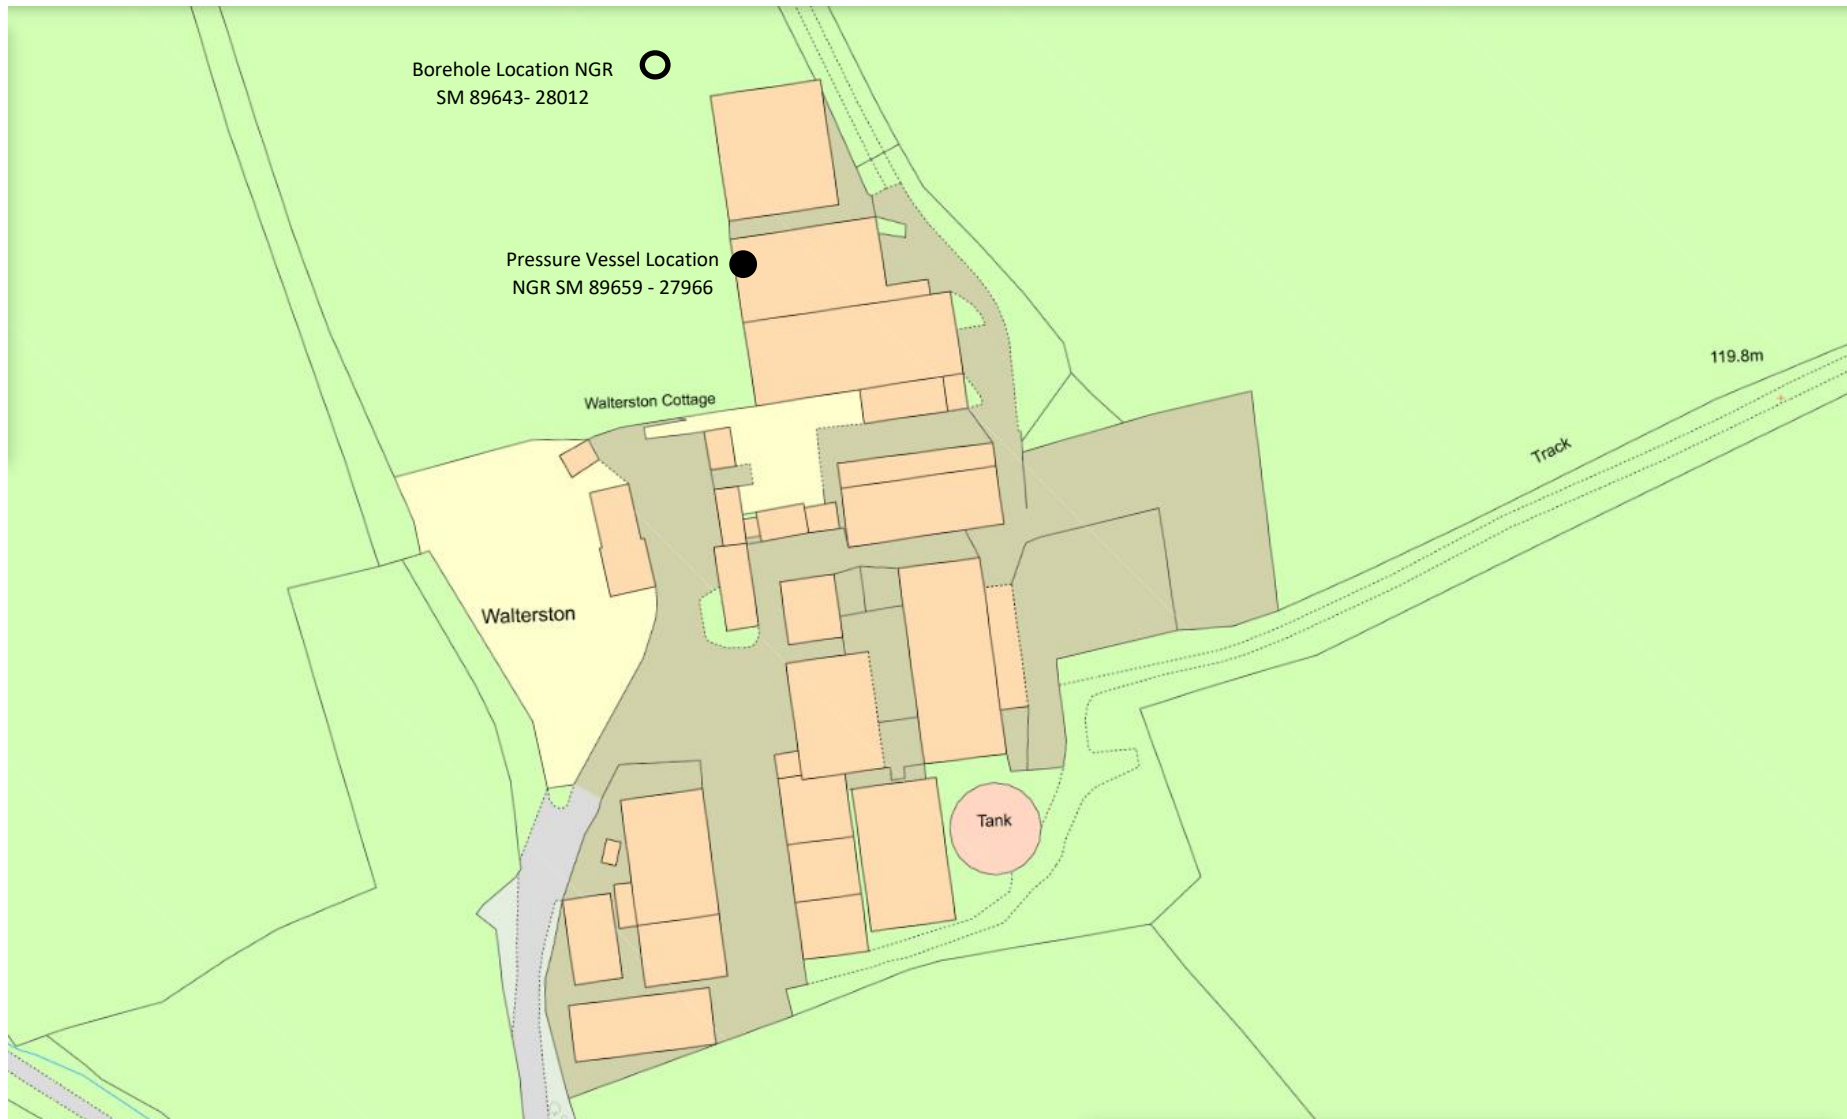 Borehole Location NGR
SM 89643- 28012
Pressure Vessel Location
NGR SM 89659 - 27966
119.8m
Walterston Cottage
Track
Walterston
Tank